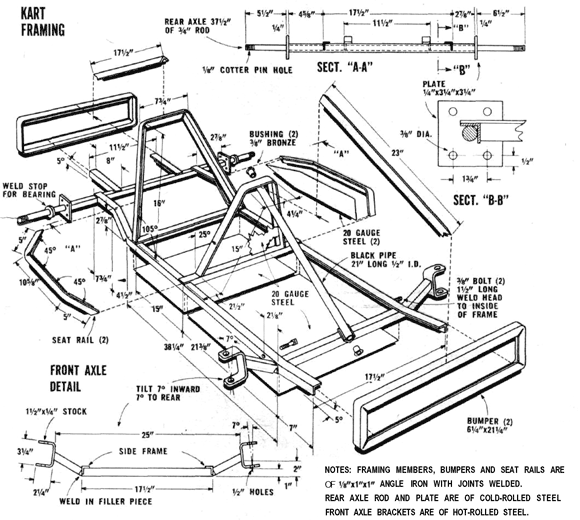 KART
FRAMING
17½"
REAR AXLE 37½"
OF ¾" ROD
5½"
4⅝"
17½"
2⅞"
6½"
¼"
11½"
"B"
¼"
⅛" COTTER PIN HOLE
SECT. "A-A"
"B"
PLATE
¼"x3¼"x3¼"
⅜" DIA.
½"
1¾"
SECT. "B-B"
7¾"
2⅞"
BUSHING (2)
⅜" BRONZE
"A"
23"
11½"
8"
5°
WELD STOP
FOR BEARING
16"
2⅞"
105°
25°
15"
4¼"
20 GAUGE
STEEL (2)
BLACK PIPE
21" LONG ½" I.D.
5"
"A"
45°
45°
10⅝"
5"
7¾"
4½"
SEAT RAIL (2)
15"
20 GAUGE
STEEL
2½"
2⅛"
38¼"
21⅜"
7°
⅜" BOLT (2)
1½" LONG
WELD HEAD
TO INSIDE
OF FRAME
17½"
5°
7"
BUMPER (2)
6¼"x21¼"
FRONT AXLE
DETAIL
TILT 7° INWARD
7° TO REAR
1½"x¼" STOCK
25"
7°
3¼"
SIDE FRAME
2"
1"
2¼"
17½"
½" HOLES
WELD IN FILLER PIECE
NOTES: FRAMING MEMBERS, BUMPERS AND SEAT RAILS ARE
OF ⅛"x1"x1" ANGLE IRON WITH JOINTS WELDED.
REAR AXLE ROD AND PLATE ARE OF COLD-ROLLED STEEL
FRONT AXLE BRACKETS ARE OF HOT-ROLLED STEEL.